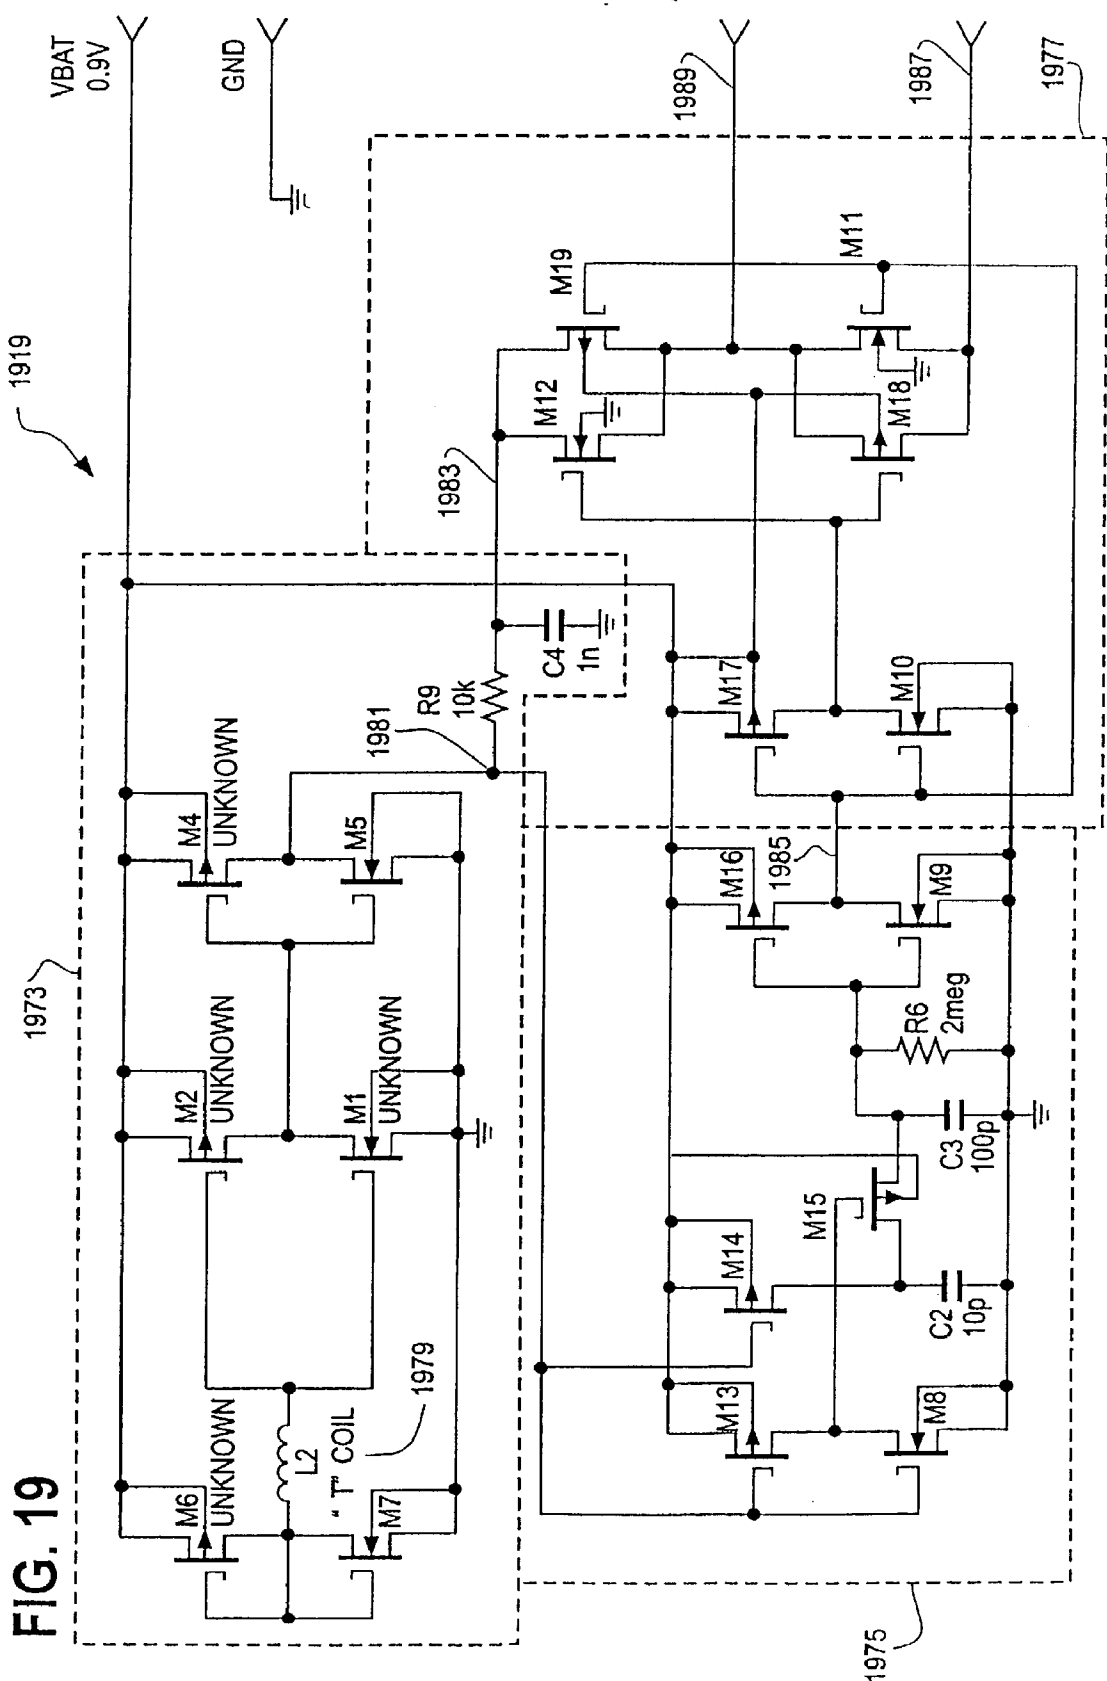 FIG. 19
1919
VBAT
0.9V
GND
1973
M6
UNKNOWN
M7
L2
"T" COIL
1979
M2
UNKNOWN
M1
UNKNOWN
M4
UNKNOWN
M5
1981
R9
10k
C4
1n
1983
M12
M19
M18
M11
1989
1987
1977
M13
M8
M14
C2
10p
M15
C3
100p
R6
2meg
M16
M9
1985
M17
M10
1975